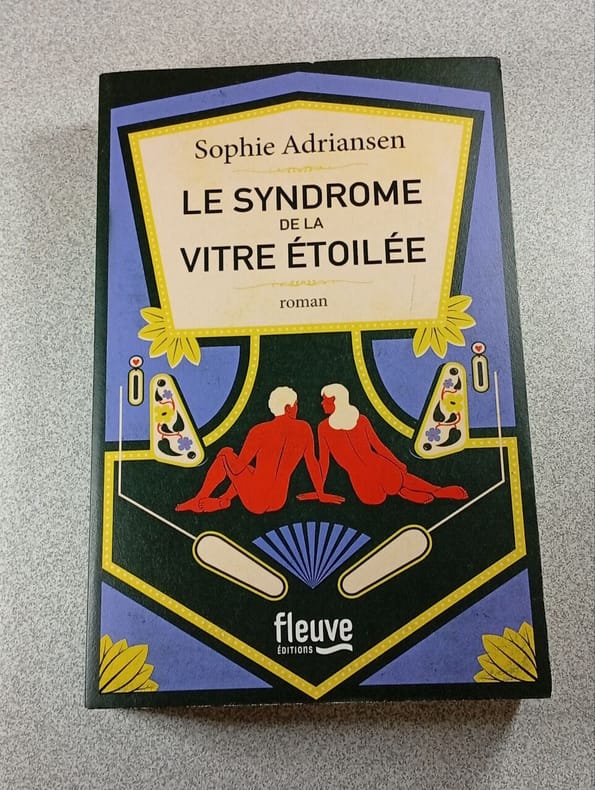 Sophie Adriansen
LE SYNDROME
DE LA
VITRE ÉTOILÉE
roman
fleuve
ÉDITIONS